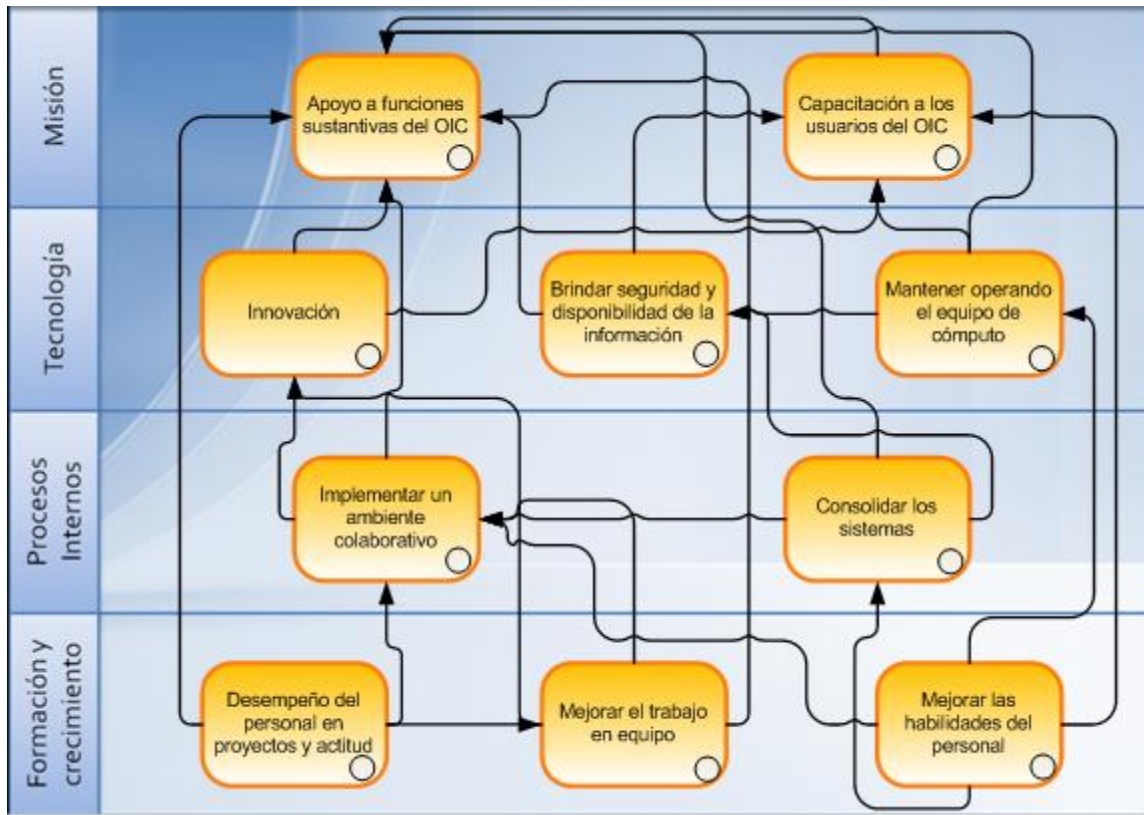 Misión
Apoyo a funciones
sustantivas del OIC
Capacitación a los
usuarios del OIC
Tecnología
Innovación
Brindar seguridad y
disponibilidad de la
información
Mantener operando
el equipo de
cómputo
Procesos
Internos
Implementar un
ambiente
colaborativo
Consolidar los
sistemas
Formación y
crecimiento
Desempeño del
personal en
proyectos y actitud
Mejorar el trabajo
en equipo
Mejorar las
habilidades del
personal